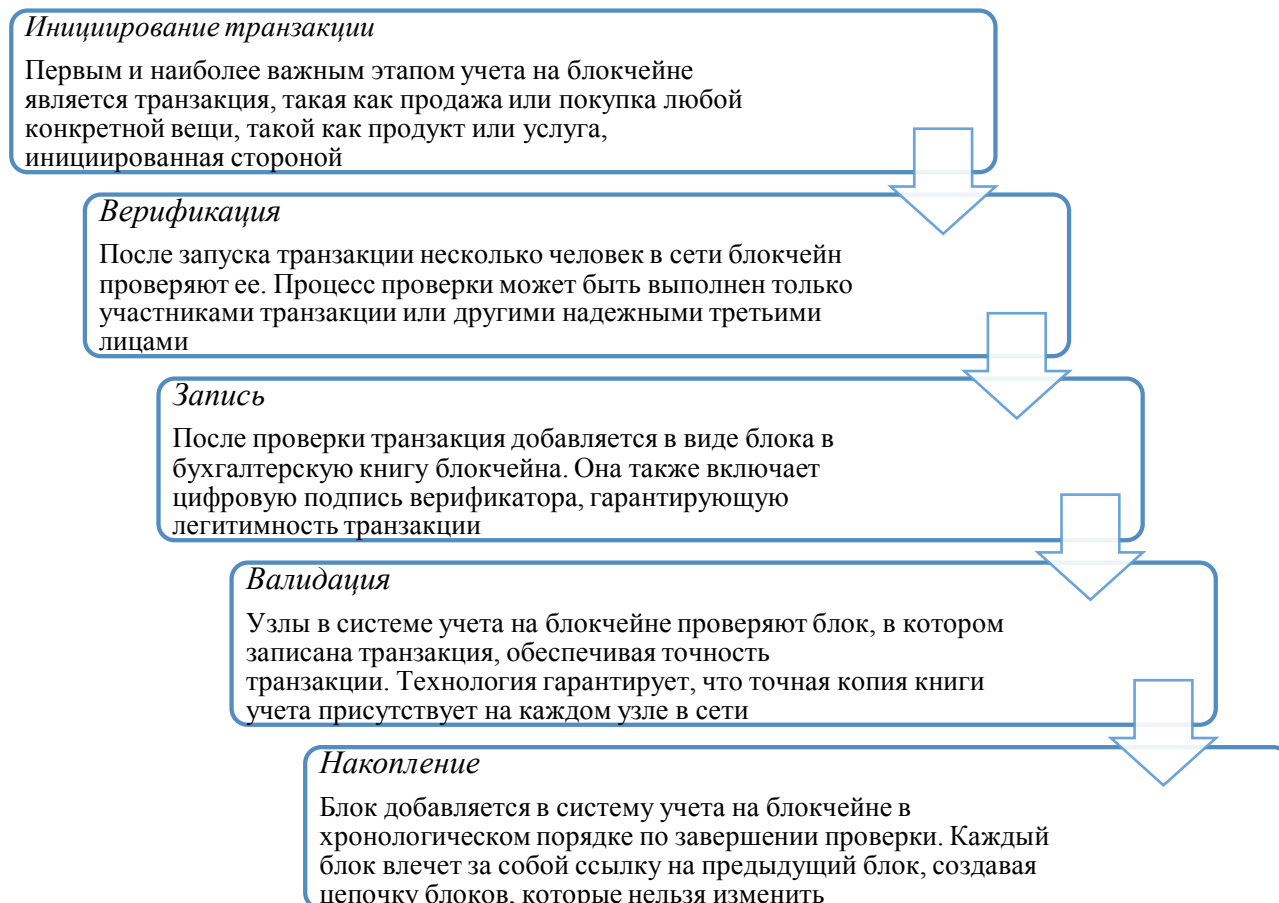 Инициирование транзакции
Первым и наиболее важным этапом учета на блокчейне
является транзакция, такая как продажа или покупка любой
конкретной вещи, такой как продукт или услуга,
инициированная стороной
Верификация
После запуска транзакции несколько человек в сети блокчейн
проверяют ее. Процесс проверки может быть выполнен только
участниками транзакции или другими надежными третьими
лицами
Запись
После проверки транзакция добавляется в виде блока в
бухгалтерскую книгу блокчейна. Она также включает
цифровую подпись верификатора, гарантирующую
легитимность транзакции
Валидация
Узлы в системе учета на блокчейне проверяют блок, в котором
записана транзакция, обеспечивая точность
транзакции. Технология гарантирует, что точная копия книги
учета присутствует на каждом узле в сети
Накопление
Блок добавляется в систему учета на блокчейне в
хронологическом порядке по завершении проверки. Каждый
блок влечет за собой ссылку на предыдущий блок, создавая
цепочку блоков, которые нельзя изменить